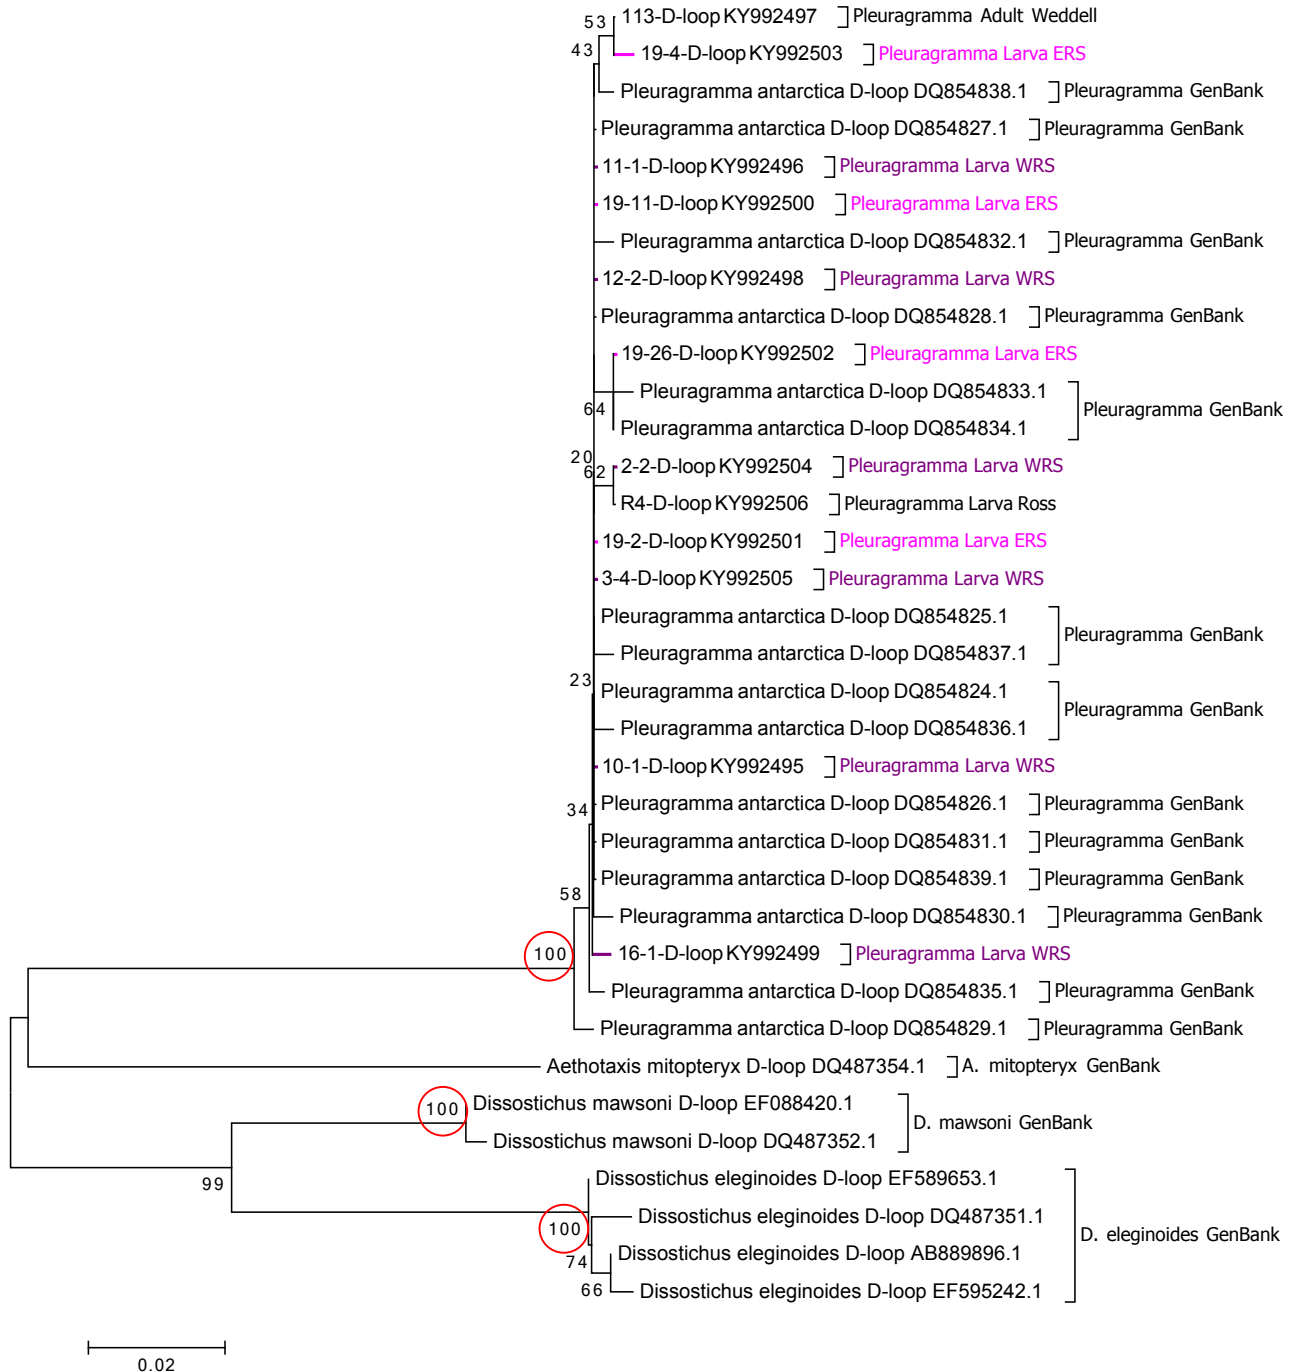 53
113-D-loop KY992497 Pleuragramma Adult Weddell
43
19-4-D-loop KY992503 Pleuragramma Larva ERS
Pleuragramma antarctica D-loop DQ854838.1 Pleuragramma GenBank
Pleuragramma antarctica D-loop DQ854827.1 Pleuragramma GenBank
11-1-D-loop KY992496 Pleuragramma Larva WRS
19-11-D-loop KY992500 Pleuragramma Larva ERS
Pleuragramma antarctica D-loop DQ854832.1 Pleuragramma GenBank
12-2-D-loop KY992498 Pleuragramma Larva WRS
Pleuragramma antarctica D-loop DQ854828.1 Pleuragramma GenBank
19-26-D-loop KY992502 Pleuragramma Larva ERS
Pleuragramma antarctica D-loop DQ854833.1
64
Pleuragramma GenBank
Pleuragramma antarctica D-loop DQ854834.1
20
62
2-2-D-loop KY992504 Pleuragramma Larva WRS
R4-D-loop KY992506 Pleuragramma Larva Ross
19-2-D-loop KY992501 Pleuragramma Larva ERS
3-4-D-loop KY992505 Pleuragramma Larva WRS
Pleuragramma antarctica D-loop DQ854825.1
Pleuragramma GenBank
Pleuragramma antarctica D-loop DQ854837.1
23
Pleuragramma antarctica D-loop DQ854824.1
Pleuragramma GenBank
Pleuragramma antarctica D-loop DQ854836.1
10-1-D-loop KY992495 Pleuragramma Larva WRS
34
Pleuragramma antarctica D-loop DQ854826.1 Pleuragramma GenBank
Pleuragramma antarctica D-loop DQ854831.1 Pleuragramma GenBank
Pleuragramma antarctica D-loop DQ854839.1 Pleuragramma GenBank
58
Pleuragramma antarctica D-loop DQ854830.1 Pleuragramma GenBank
100
16-1-D-loop KY992499 Pleuragramma Larva WRS
Pleuragramma antarctica D-loop DQ854835.1 Pleuragramma GenBank
Pleuragramma antarctica D-loop DQ854829.1 Pleuragramma GenBank
Aethotaxis mitopteryx D-loop DQ487354.1 A. mitopteryx GenBank
100
Dissostichus mawsoni D-loop EF088420.1
D. mawsoni GenBank
Dissostichus mawsoni D-loop DQ487352.1
99
Dissostichus eleginoides D-loop EF589653.1
Dissostichus eleginoides D-loop DQ487351.1
100
D. eleginoides GenBank
Dissostichus eleginoides D-loop AB889896.1
74
66
Dissostichus eleginoides D-loop EF595242.1
0.02